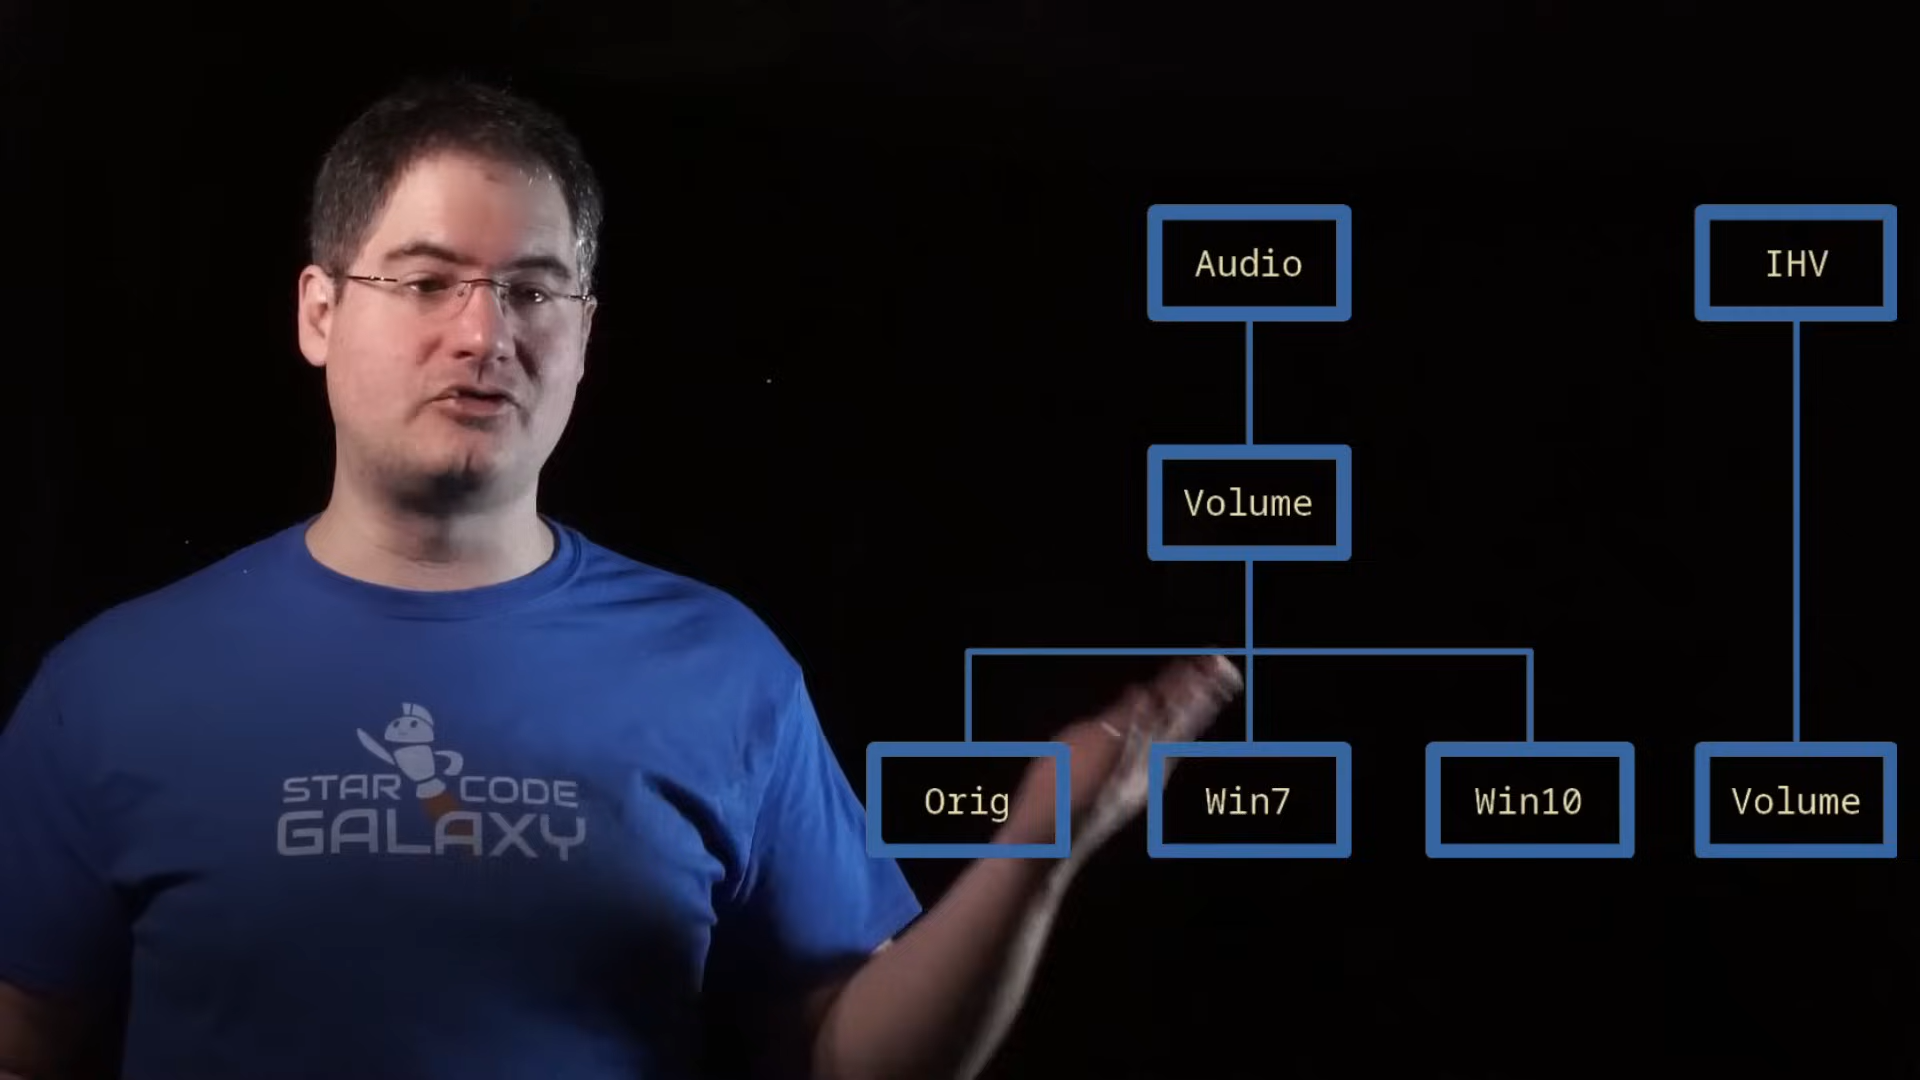 Audio
IHV
Volume
Orig
Win7
Win10
Volume
STAR CODE
GALAXY